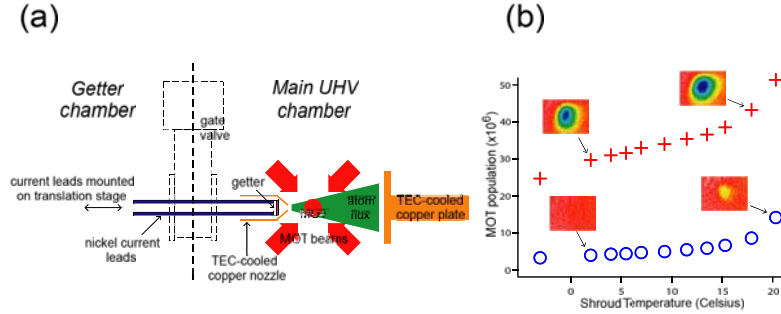 (a)
(b)
Getter
chamber
Main UHV
chamber
gate
valve
current leads mounted
on translation stage
getter
atom
flux
TEC-cooled
copper plate
nickel current
leads
MOT beams
TEC-cooled
copper nozzle
MOT population (x10⁶)
50
40
30
20
10
0
0
5
10
15
20
Shroud Temperature (Celsius)